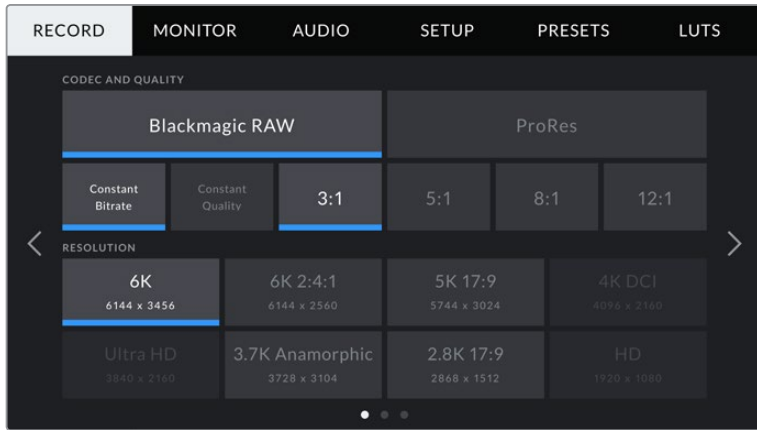 RECORD MONITOR AUDIO SETUP PRESETS LUTS
CODEC AND QUALITY
Blackmagic RAW ProRes
Constant Bitrate Constant Quality 3:1 5:1 8:1 12:1
RESOLUTION
6K 6K 2:4:1 5K 17:9 4K DCI
6144 x 3456 6144 x 2560 5744 x 3024 4096 x 2160
Ultra HD 3.7K Anamorphic 2.8K 17:9 HD
3840 x 2160 3728 x 3104 2868 x 1512 1920 x 1080